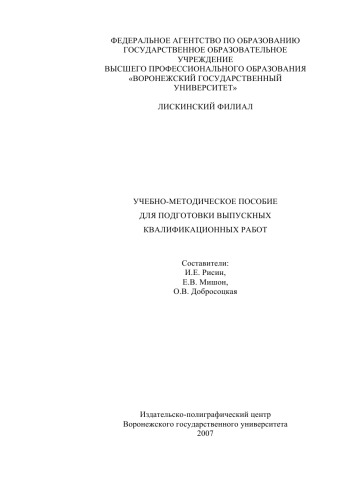 ФЕДЕРАЛЬНОЕ АГЕНТСТВО ПО ОБРАЗОВАНИЮ
ГОСУДАРСТВЕННОЕ ОБРАЗОВАТЕЛЬНОЕ
УЧРЕЖДЕНИЕ
ВЫСШЕГО ПРОФЕССИОНАЛЬНОГО ОБРАЗОВАНИЯ
«ВОРОНЕЖСКИЙ ГОСУДАРСТВЕННЫЙ
УНИВЕРСИТЕТ»
ЛИСКИНСКИЙ ФИЛИАЛ
УЧЕБНО-МЕТОДИЧЕСКОЕ ПОСОБИЕ
ДЛЯ ПОДГОТОВКИ ВЫПУСКНЫХ
КВАЛИФИКАЦИОННЫХ РАБОТ
Составители:
И.Е. Рисин,
Е.В. Мишон,
О.В. Добросоцкая
Издательско-полиграфический центр
Воронежского государственного университета
2007